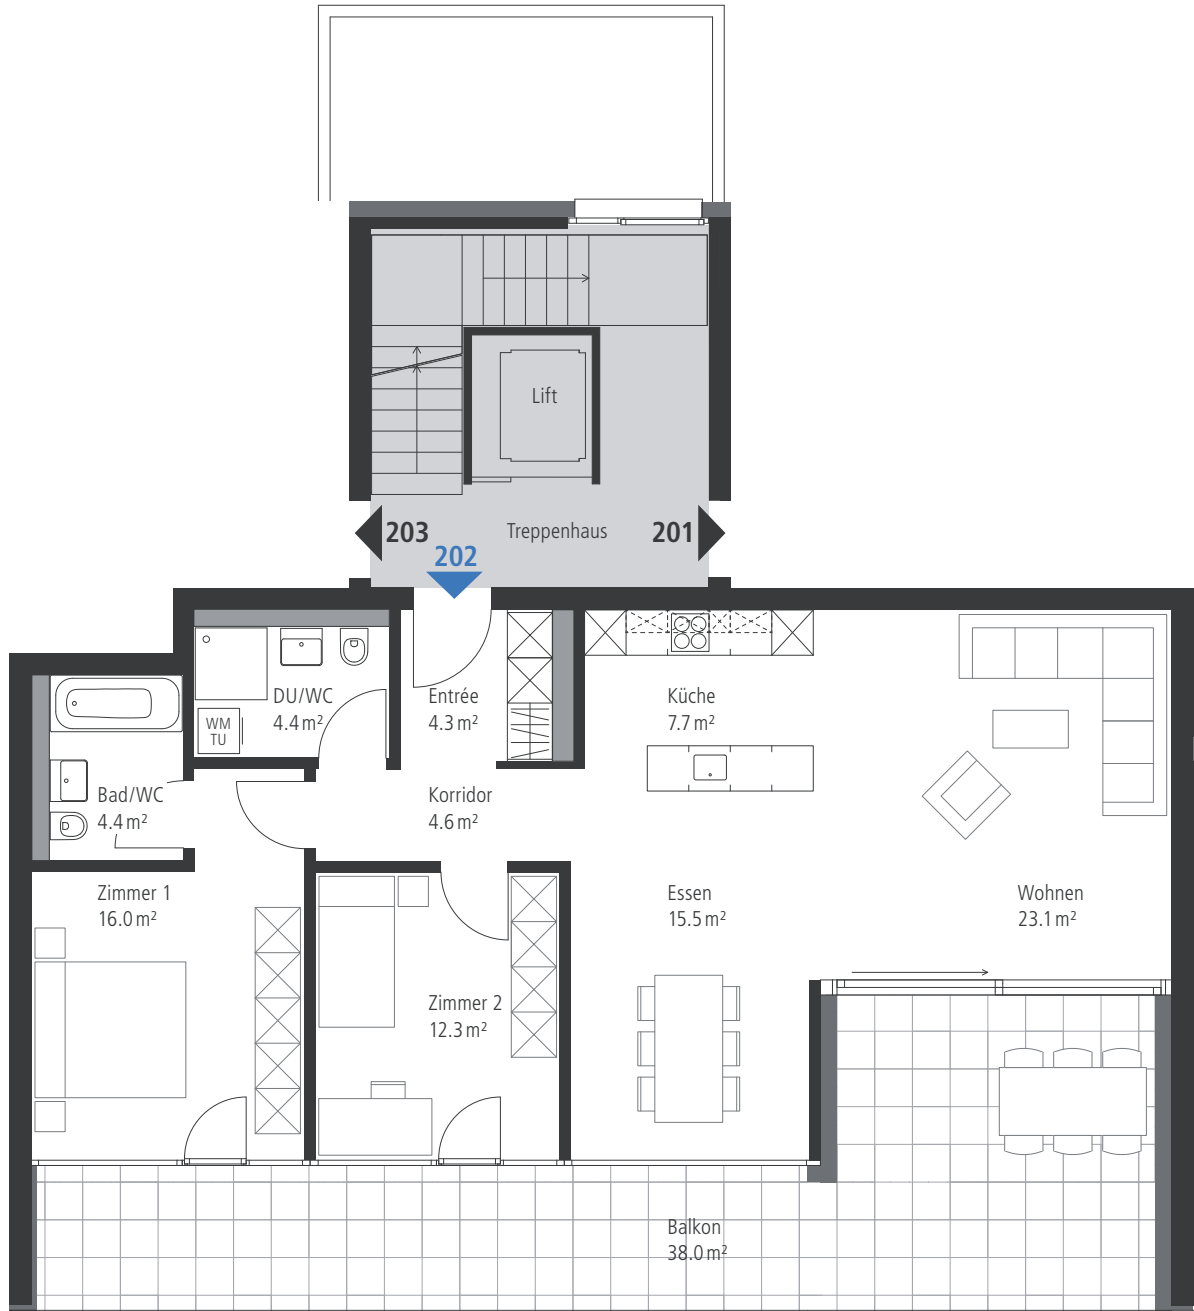 Lift
203
Treppenhaus
201
202
DU/WC
4.4 m²
WM
TU
Entrée
4.3 m²
Küche
7.7 m²
Bad/WC
4.4 m²
Korridor
4.6 m²
Zimmer 1
16.0 m²
Essen
15.5 m²
Wohnen
23.1 m²
Zimmer 2
12.3 m²
Balkon
38.0 m²